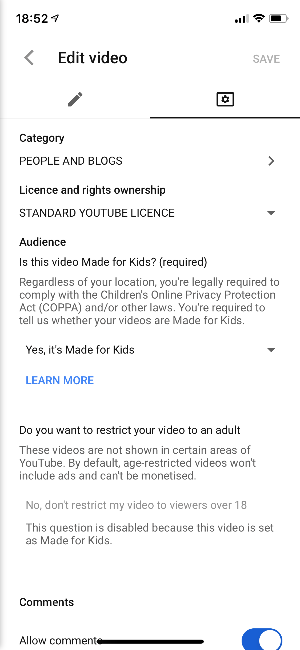 18:52
Edit video
SAVE
Category
PEOPLE AND BLOGS
Licence and rights ownership
STANDARD YOUTUBE LICENCE
Audience
Is this video Made for Kids? (required)
Regardless of your location, you're legally required to
comply with the Children's Online Privacy Protection
Act (COPPA) and/or other laws. You're required to
tell us whether your videos are Made for Kids.
Yes, it's Made for Kids
LEARN MORE
Do you want to restrict your video to an adult
These videos are not shown in certain areas of
YouTube. By default, age-restricted videos won't
include ads and can't be monetised.
No, don't restrict my video to viewers over 18
This question is disabled because this video is set
as Made for Kids.
Comments
Allow comments